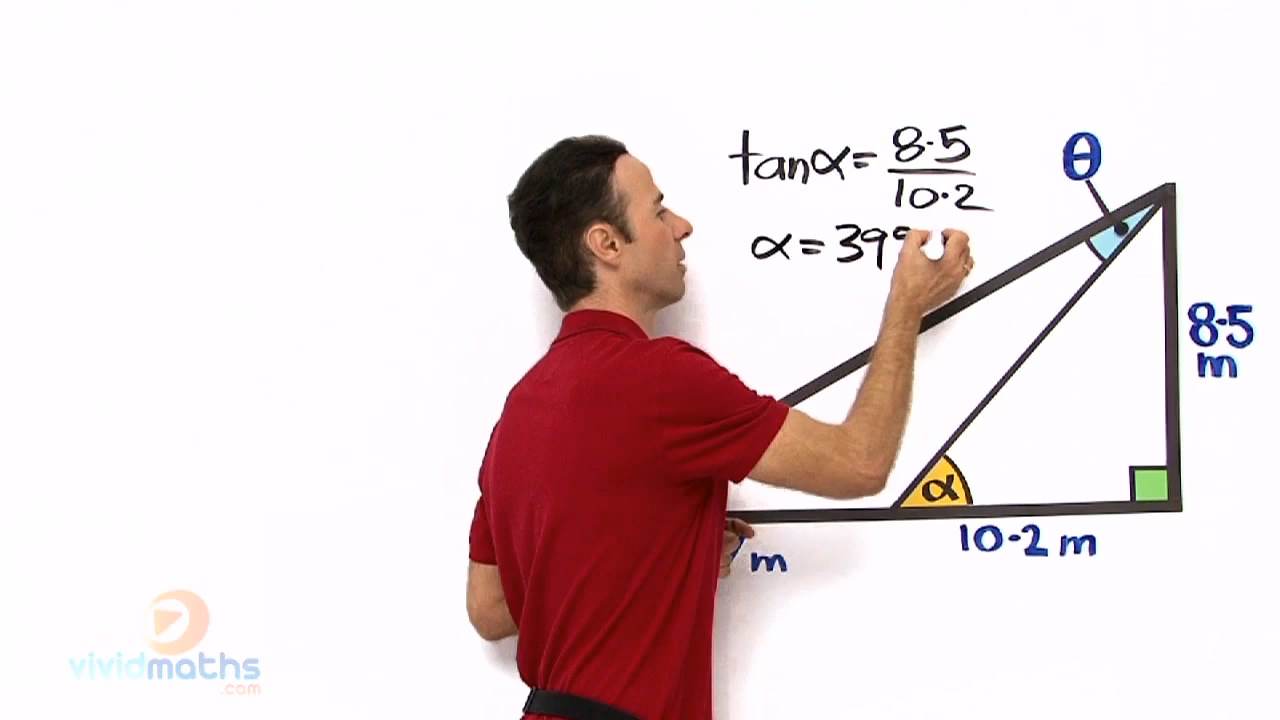 tanα = 8·5
10·2
θ
α = 39°
8·5
m
α
10·2 m
m
vividmaths
.com